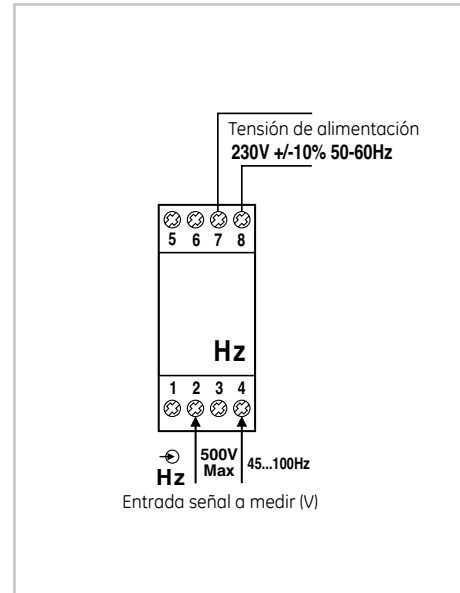 Tensión de alimentación
230V +/-10% 50-60Hz
5 6 7 8
Hz
1 2 3 4
500V
Max
45...100Hz
Hz
Entrada señal a medir (V)